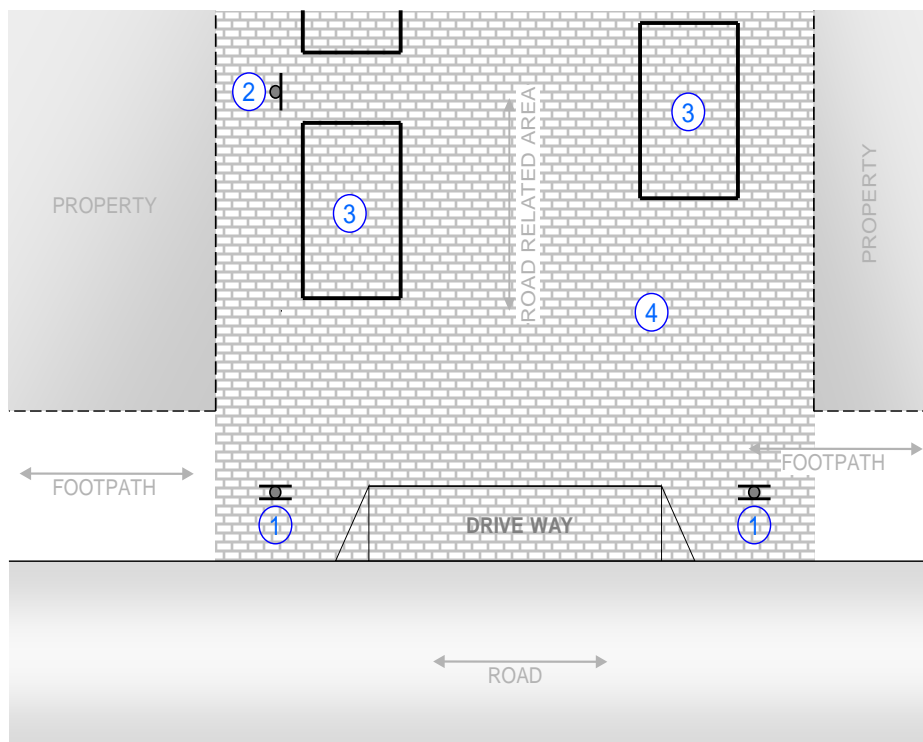 2
3
3
ROAD RELATED AREA
PROPERTY
PROPERTY
4
FOOTPATH
FOOTPATH
1
DRIVE WAY
1
ROAD